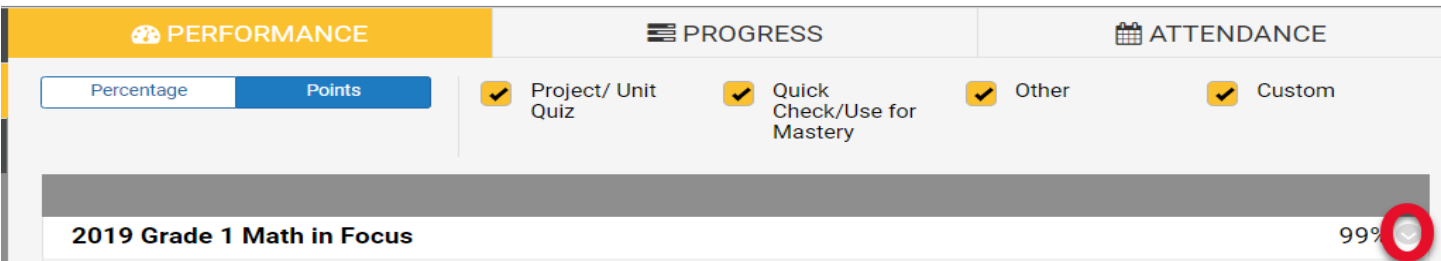 PERFORMANCE
PROGRESS
ATTENDANCE
Percentage
Points
Project/ Unit
Quiz
Quick
Check/Use for
Mastery
Other
Custom
2019 Grade 1 Math in Focus
99%